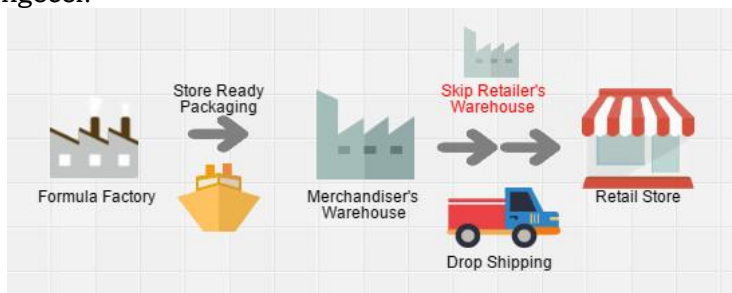 Store Ready
Packaging
Skip Retailer's
Warehouse
Formula Factory
Merchandiser's
Warehouse
Retail Store
Drop Shipping